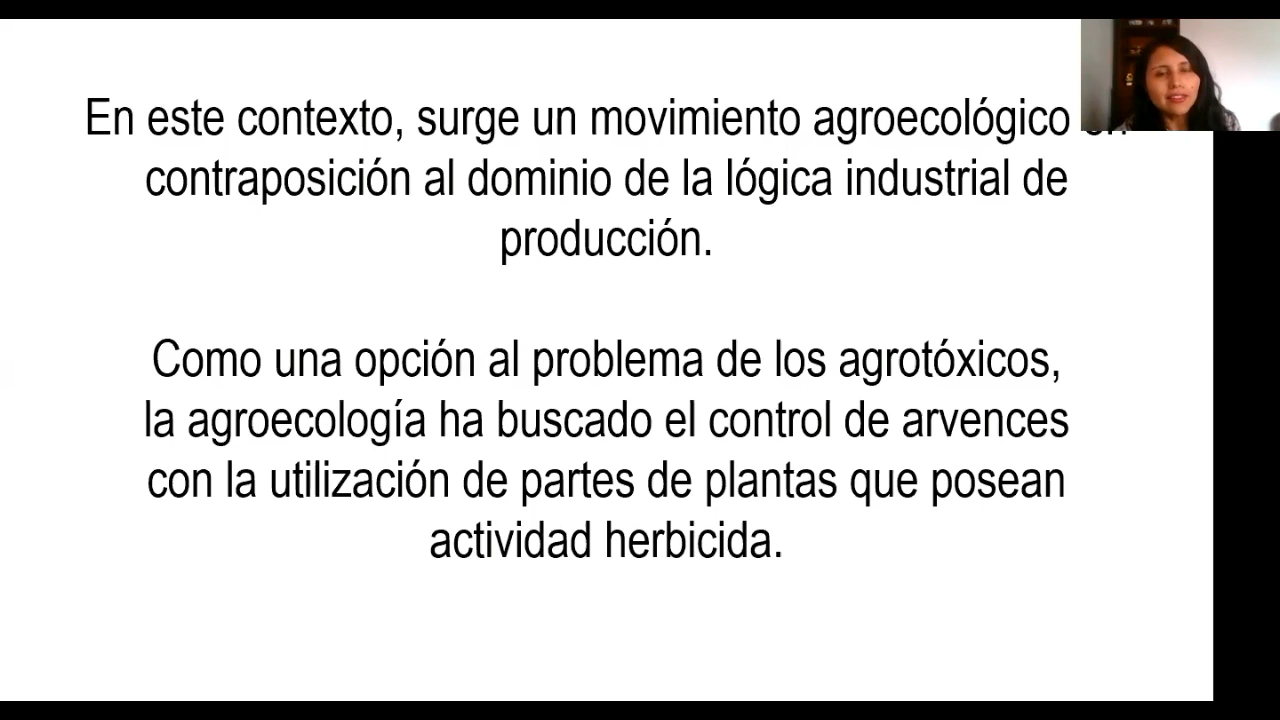 En este contexto, surge un movimiento agroecológico
contraposición al dominio de la lógica industrial de
producción.
Como una opción al problema de los agrotóxicos,
la agroecología ha buscado el control de arvences
con la utilización de partes de plantas que posean
actividad herbicida.